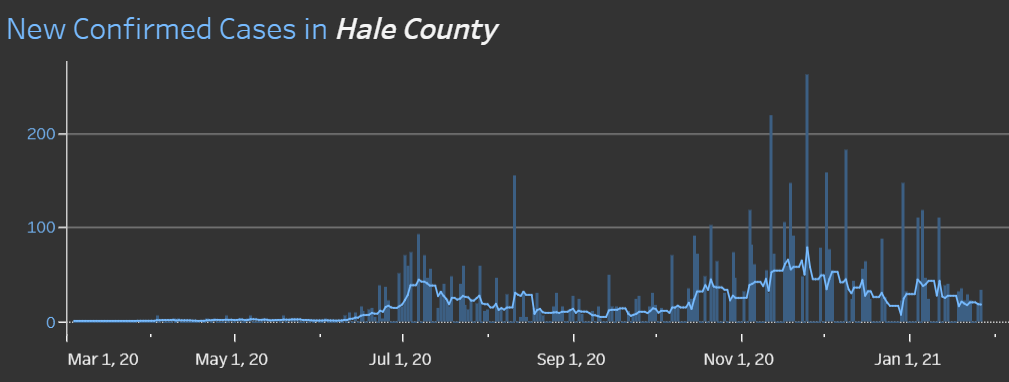 New Confirmed Cases in Hale County
200
100
0
Mar 1, 20 May 1, 20 Jul 1, 20 Sep 1, 20 Nov 1, 20 Jan 1, 21